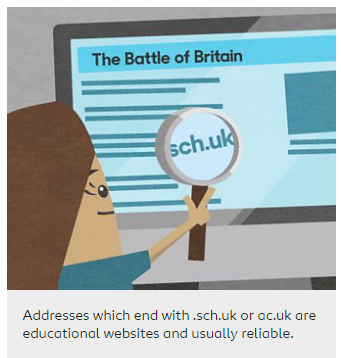 The Battle of Britain
sch.uk
Addresses which end with .sch.uk or ac.uk are
educational websites and usually reliable.